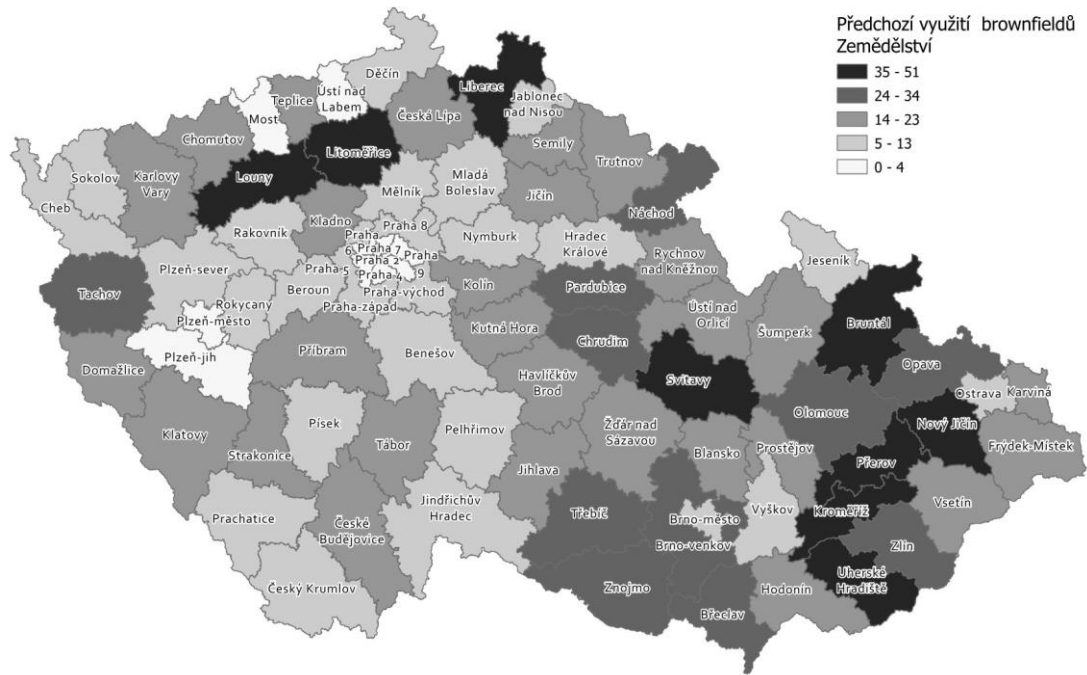 Předchozí využití brownfieldů
Zemědělství
35 - 51
24 - 34
14 - 23
5 - 13
0 - 4
Děčín
Liberec
Ústí nad
Labem
Teplice
Most
Jablonec
nad Nisou
Česká Lípa
Chomutov
Semily
Litoměřice
Trutnov
Sokolov
Karlovy
Vary
Louny
Mladá
Boleslav
Mělník
Jičín
Cheb
Náchod
Kladno
Rakovník
Praha 8
Praha
6
Praha 7
Praha
9
Praha 2
Praha 4
Praha
5
Nymburk
Hradec
Králové
Rychnov
nad Kněžnou
Jeseník
Plzeň-sever
Beroun
Praha-východ
Praha-západ
Kolín
Tachov
Rokycany
Plzeň-město
Pardubice
Ústí nad
Orlicí
Bruntál
Šumperk
Kutná Hora
Chrudim
Opava
Plzeň-jih
Příbram
Benešov
Domažlice
Havlíčkův
Brod
Svitavy
Ostrava
Karviná
Olomouc
Nový Jičín
Písek
Pelhřimov
Žďár nad
Sázavou
Klatovy
Strakonice
Tábor
Blansko
Prostějov
Frýdek-Místek
Přerov
Jihlava
Vsetín
Prachatice
Jindřichův
Hradec
České
Budějovice
Třebíč
Brno-město
Vyškov
Kroměříž
Brno-venkov
Zlín
Český Krumlov
Znojmo
Uherské
Hradiště
Hodonín
Břeclav